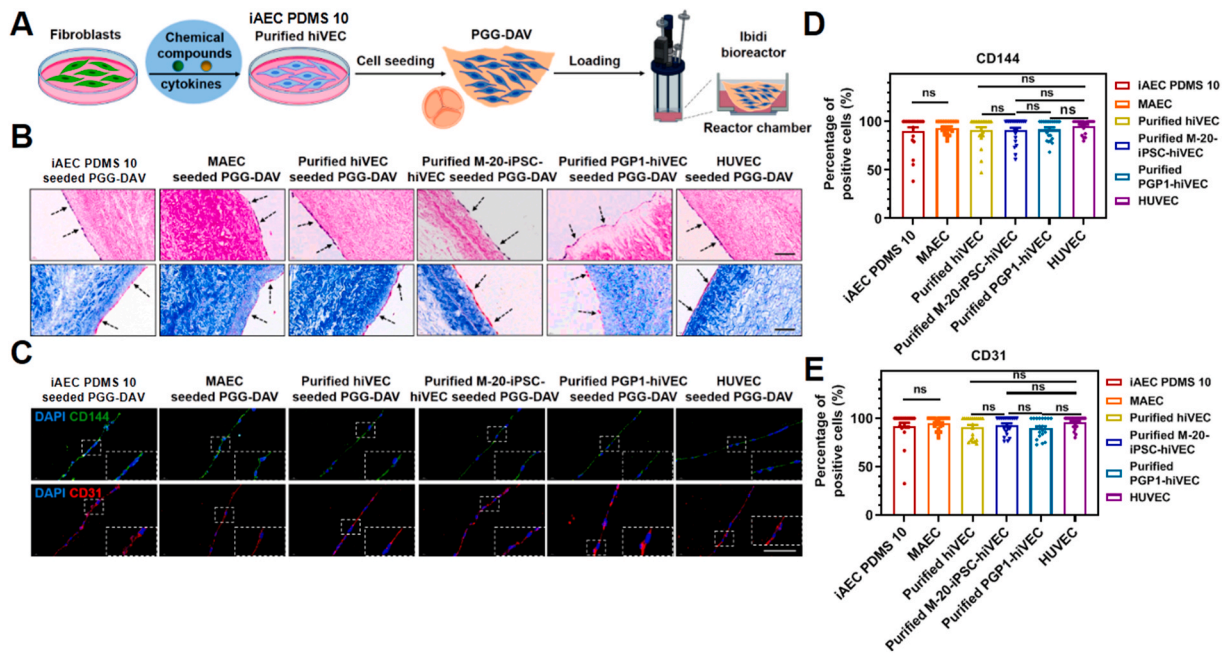 A
Fibroblasts
Chemical
compounds
cytokines
iAEC PDMS 10
Purified hiVEC
Cell seeding
PGG-DAV
Loading
Ibidi
bioreactor
Reactor chamber
B
iAEC PDMS 10
seeded PGG-DAV
MAEC
seeded PGG-DAV
Purified hiVEC
seeded PGG-DAV
Purified M-20-iPSC-
hiVEC seeded PGG-DAV
Purified PGP1-hiVEC
seeded PGG-DAV
HUVEC
seeded PGG-DAV
C
iAEC PDMS 10
seeded PGG-DAV
MAEC
seeded PGG-DAV
Purified hiVEC
seeded PGG-DAV
Purified M-20-iPSC-
hiVEC seeded PGG-DAV
Purified PGP1-hiVEC
seeded PGG-DAV
HUVEC
seeded PGG-DAV
DAPI CD144
DAPI CD31
D
CD144
Percentage of
positive cells (%)
100
50
0
ns
ns
ns
ns
ns
ns
iAEC PDMS 10
MAEC
Purified hiVEC
Purified M-20-iPSC-hiVEC
Purified PGP1-hiVEC
HUVEC
iAEC PDMS 10
MAEC
Purified hiVEC
Purified M-20-
iPSC-hiVEC
Purified
PGP1-hiVEC
HUVEC
E
CD31
Percentage of
positive cells (%)
100
50
0
ns
ns
ns
ns
ns
ns
iAEC PDMS 10
MAEC
Purified hiVEC
Purified M-20-iPSC-hiVEC
Purified PGP1-hiVEC
HUVEC
iAEC PDMS 10
MAEC
Purified hiVEC
Purified M-20-
iPSC-hiVEC
Purified
PGP1-hiVEC
HUVEC